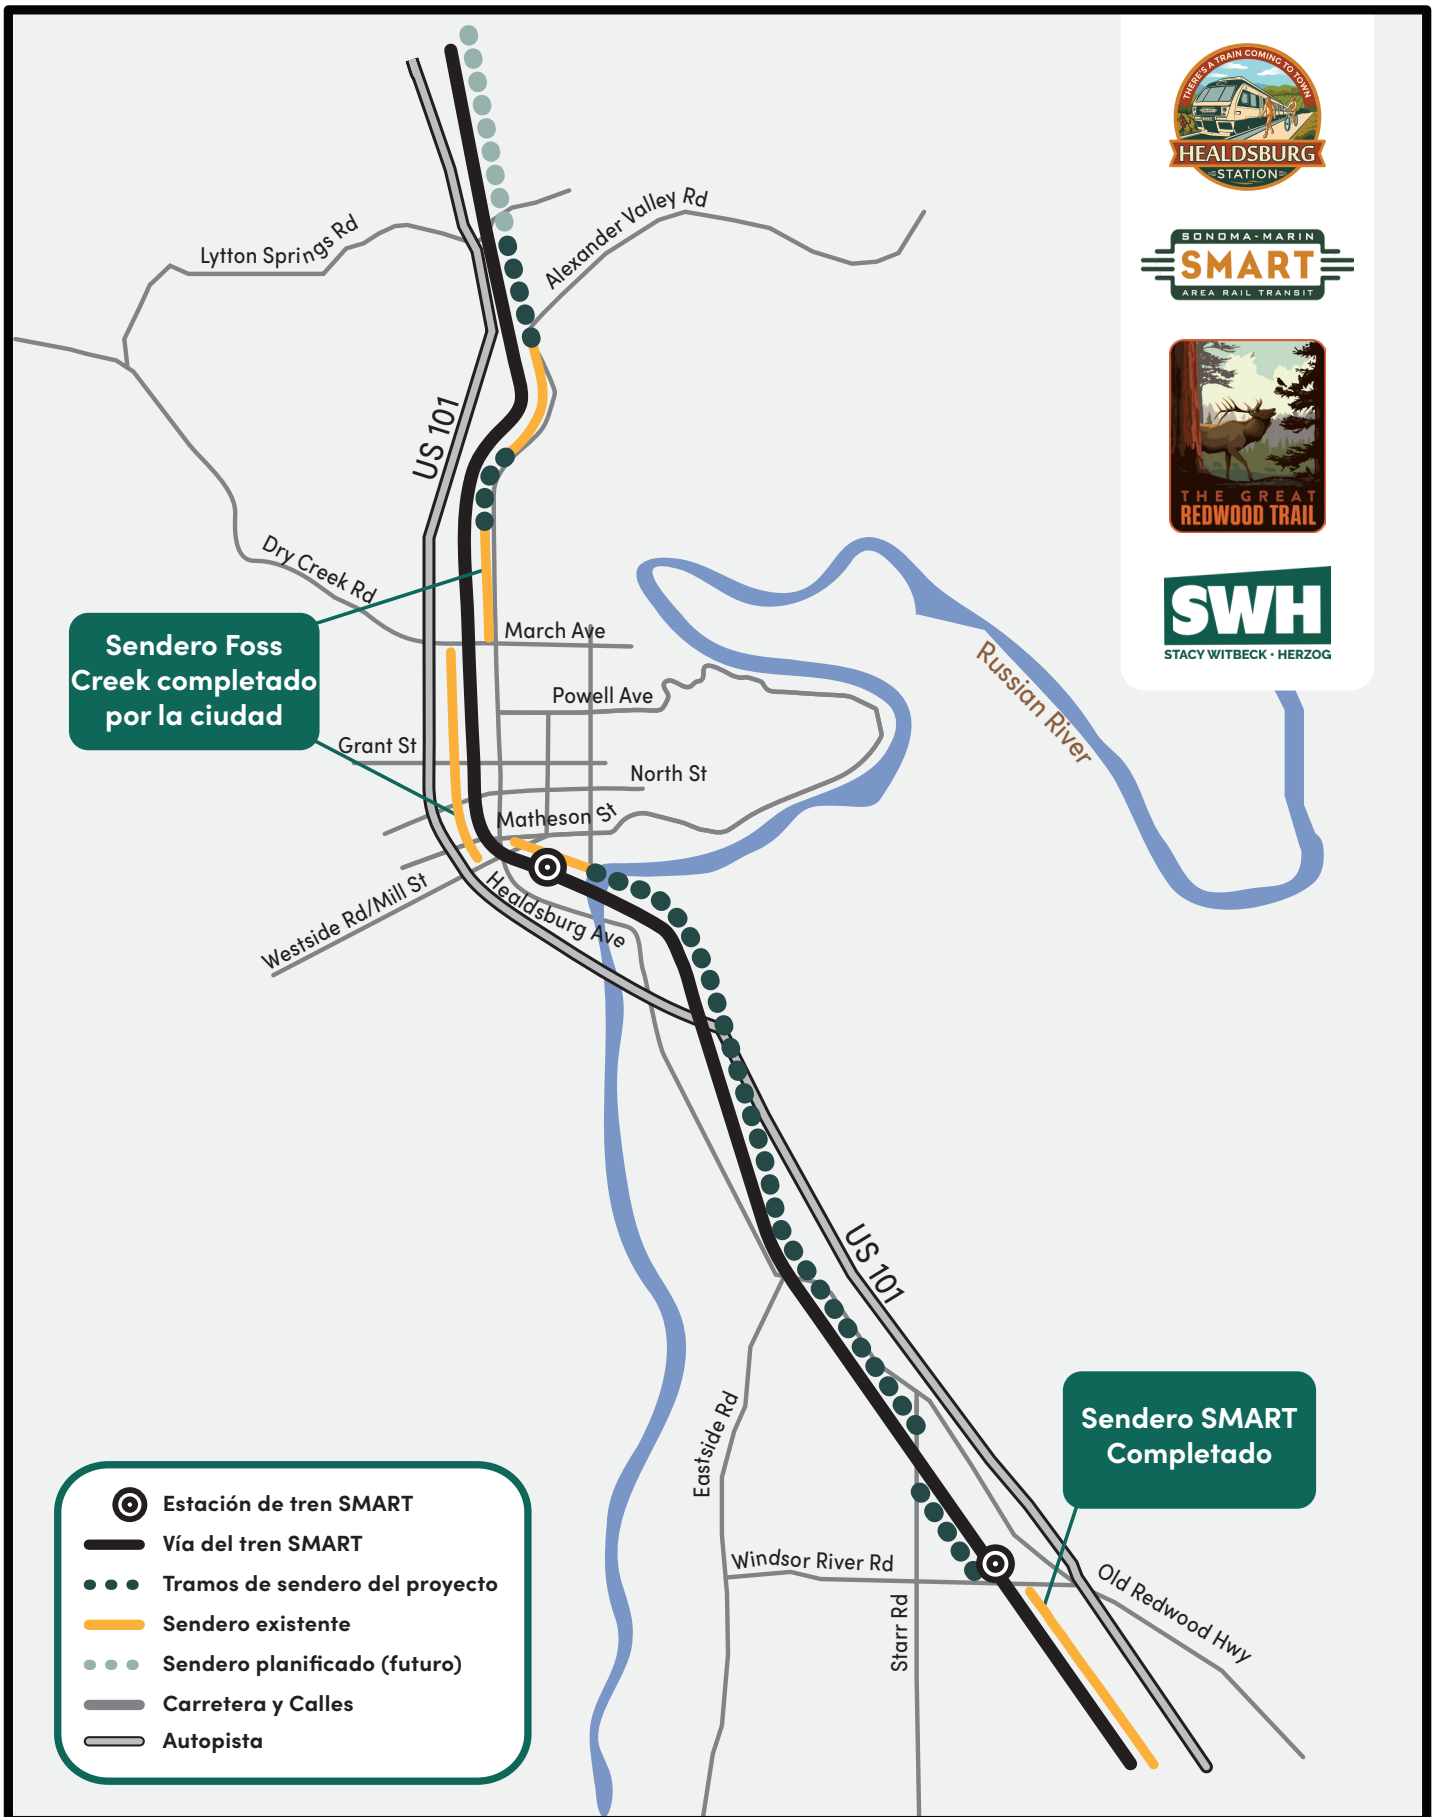 THERE'S A TRAIN COMING TO TOWN
HEALDSBURG
STATION
SONOMA-MARIN
SMART
AREA RAIL TRANSIT
THE GREAT
REDWOOD TRAIL
SWH
STACY WITBECK • HERZOG
Lytton Springs Rd
Alexander Valley Rd
US 101
Dry Creek Rd
Sendero Foss
Creek completado
por la ciudad
March Ave
Powell Ave
Grant St
North St
Matheson St
Russian River
Westside Rd/Mill St
Healdsburg Ave
US 101
Eastside Rd
Sendero SMART
Completado
Windsor River Rd
Starr Rd
Old Redwood Hwy
Estación de tren SMART
Vía del tren SMART
Tramos de sendero del proyecto
Sendero existente
Sendero planificado (futuro)
Carretera y Calles
Autopista